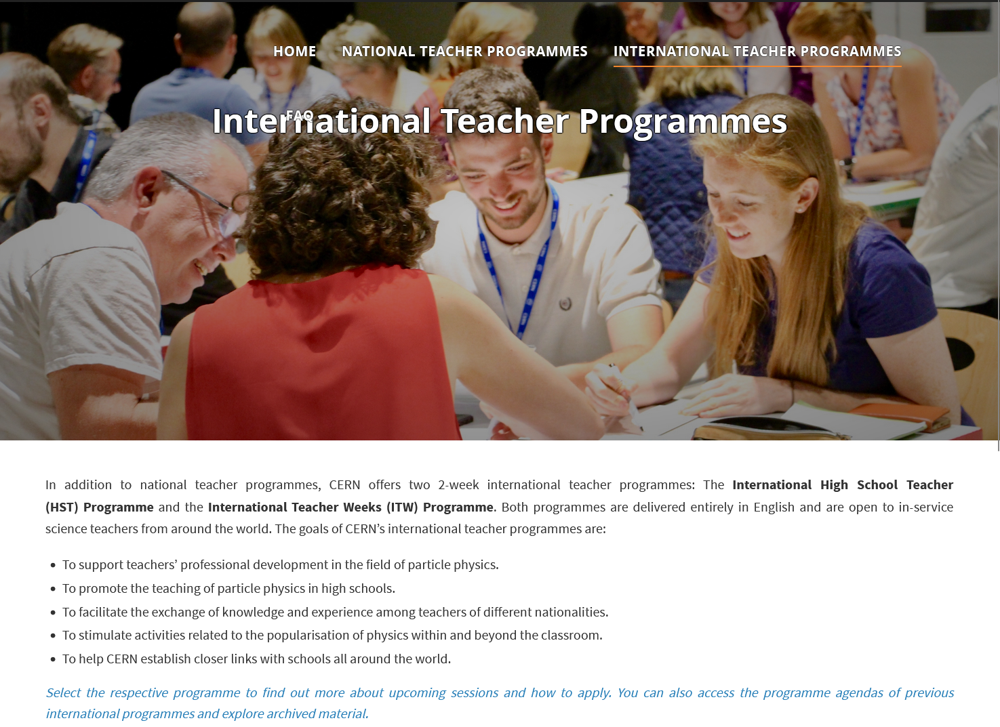 HOME NATIONAL TEACHER PROGRAMMES INTERNATIONAL TEACHER PROGRAMMES
FAQ
International Teacher Programmes
CERN
CERN
In addition to national teacher programmes, CERN offers two 2-week international teacher programmes: The International High School Teacher
(HST) Programme and the International Teacher Weeks (ITW) Programme. Both programmes are delivered entirely in English and are open to in-service
science teachers from around the world. The goals of CERN’s international teacher programmes are:
• To support teachers’ professional development in the field of particle physics.
• To promote the teaching of particle physics in high schools.
• To facilitate the exchange of knowledge and experience among teachers of different nationalities.
• To stimulate activities related to the popularisation of physics within and beyond the classroom.
• To help CERN establish closer links with schools all around the world.
Select the respective programme to find out more about upcoming sessions and how to apply. You can also access the programme agendas of previous
international programmes and explore archived material.